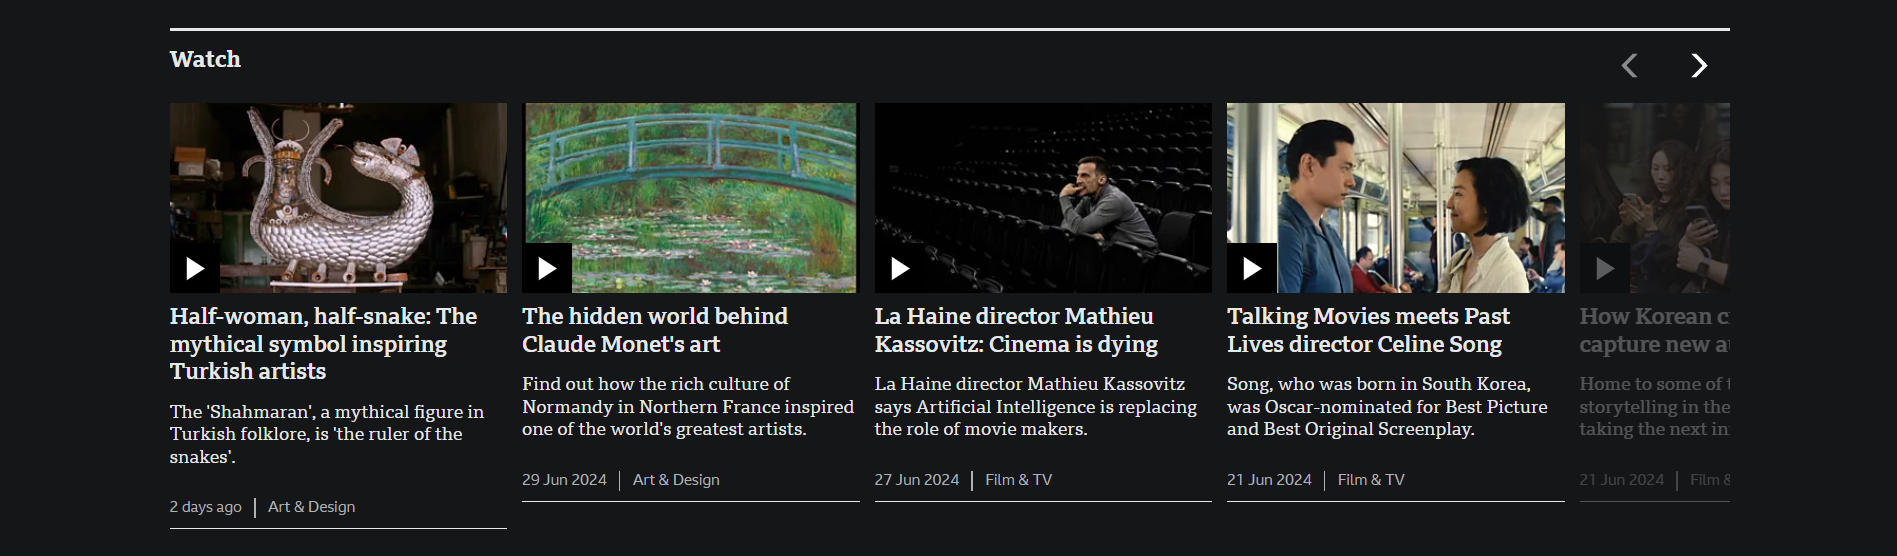 Watch
Half-woman, half-snake: The
mythical symbol inspiring
Turkish artists
The 'Shahmaran', a mythical figure in
Turkish folklore, is 'the ruler of the
snakes'.
2 days ago
Art & Design
The hidden world behind
Claude Monet's art
Find out how the rich culture of
Normandy in Northern France inspired
one of the world's greatest artists.
29 Jun 2024
Art & Design
La Haine director Mathieu
Kassovitz: Cinema is dying
La Haine director Mathieu Kassovitz
says Artificial Intelligence is replacing
the role of movie makers.
27 Jun 2024
Film & TV
Talking Movies meets Past
Lives director Celine Song
Song, who was born in South Korea,
was Oscar-nominated for Best Picture
and Best Original Screenplay.
21 Jun 2024
Film & TV
How Korean
capture new
Home to some of
storytelling in the
taking the next
21 Jun 2024
Film &